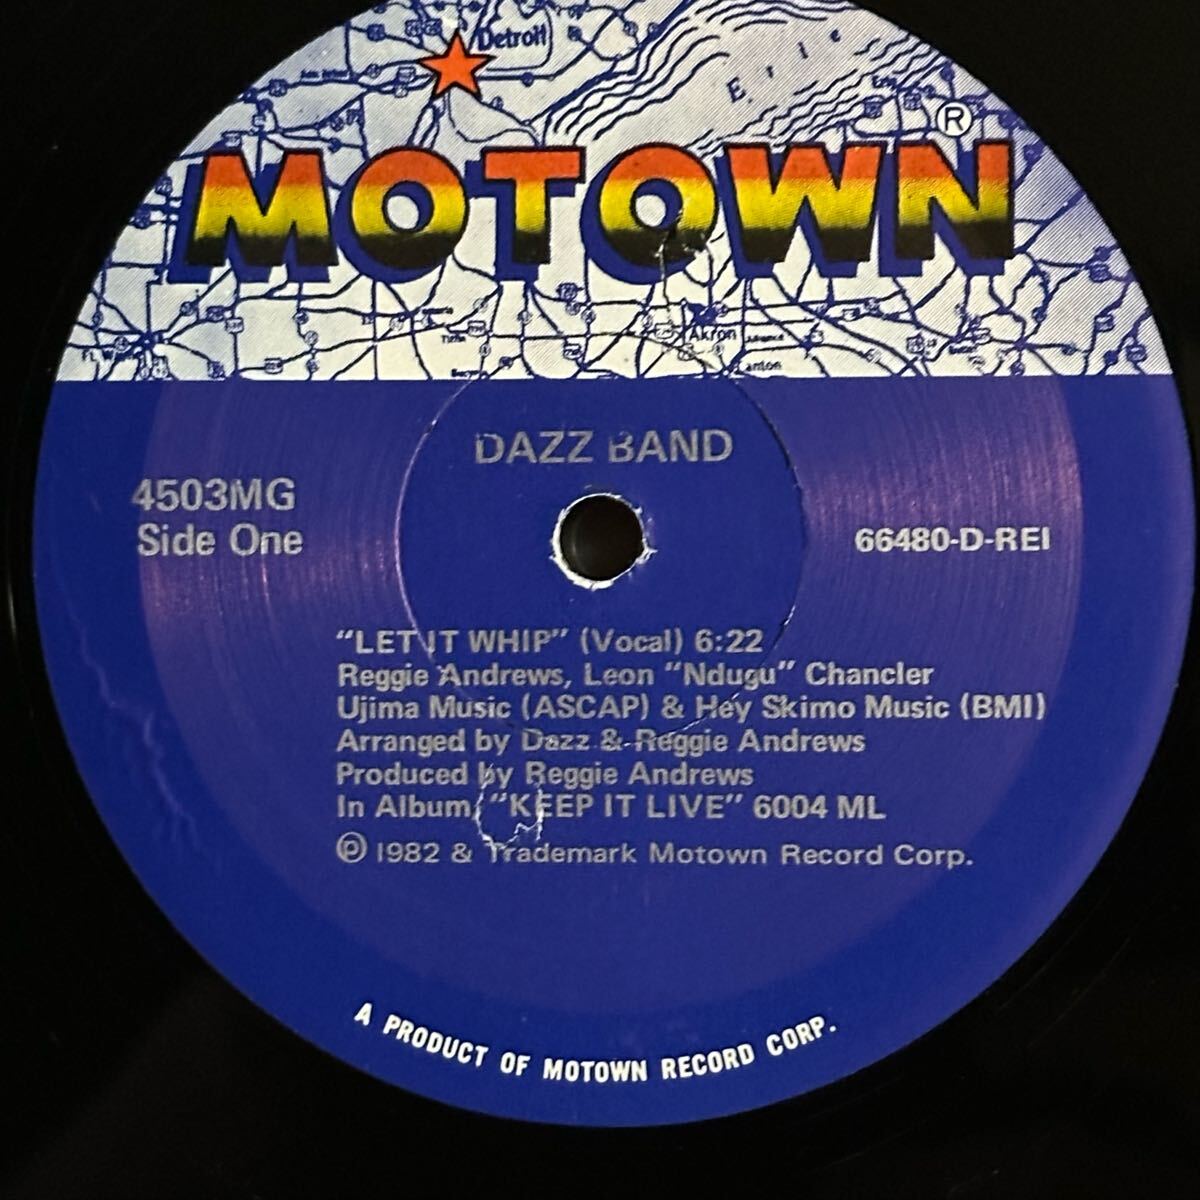 Detroit
Erie
®
MOTOWN
Akron
DAZZ BAND
4503MG
Side One
66480-D-REI
"LET IT WHIP" (Vocal) 6:22
Reggie Andrews, Leon "Ndugu" Chancler
Ujima Music (ASCAP) & Hey Skimo Music (BMI)
Arranged by Dazz & Reggie Andrews
Produced by Reggie Andrews
In Album, "KEEP IT LIVE" 6004 ML
℗ 1982 & Trademark Motown Record Corp.
A PRODUCT OF MOTOWN RECORD CORP.